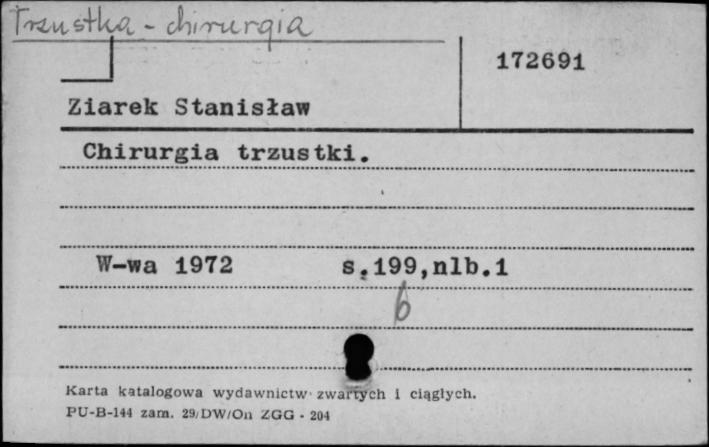 Trzustka - chirurgia
172691
Ziarek Stanisław
Chirurgia trzustki.
W-wa 1972 s.199,nlb.1
6
Karta katalogowa wydawnictw zwartych i ciągłych.
PU-B-144 zam. 29/DW/On ZGG - 204